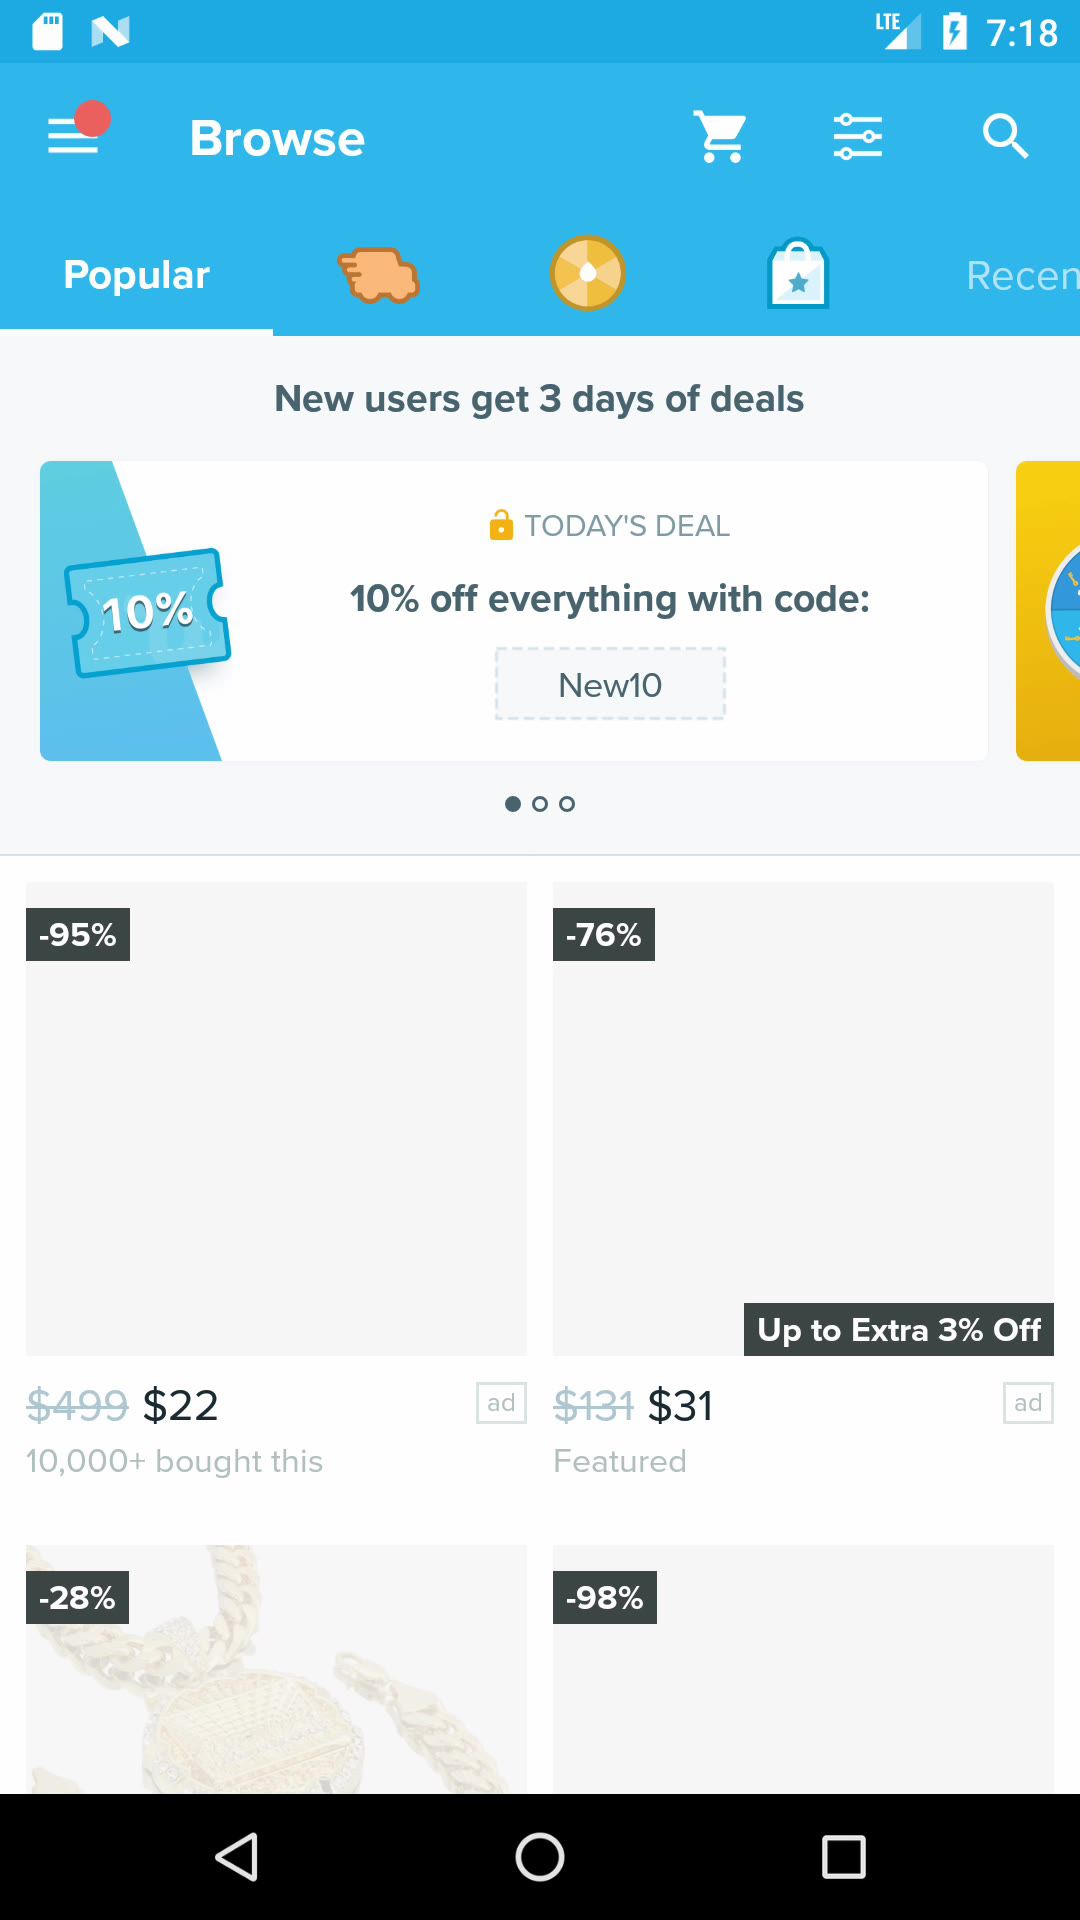 LTE 7:18
Browse
Popular
Recen
New users get 3 days of deals
TODAY'S DEAL
10%
10% off everything with code:
New10
-95%
-76%
Up to Extra 3% Off
$499 $22 ad
$131 $31 ad
10,000+ bought this
Featured
-28%
-98%